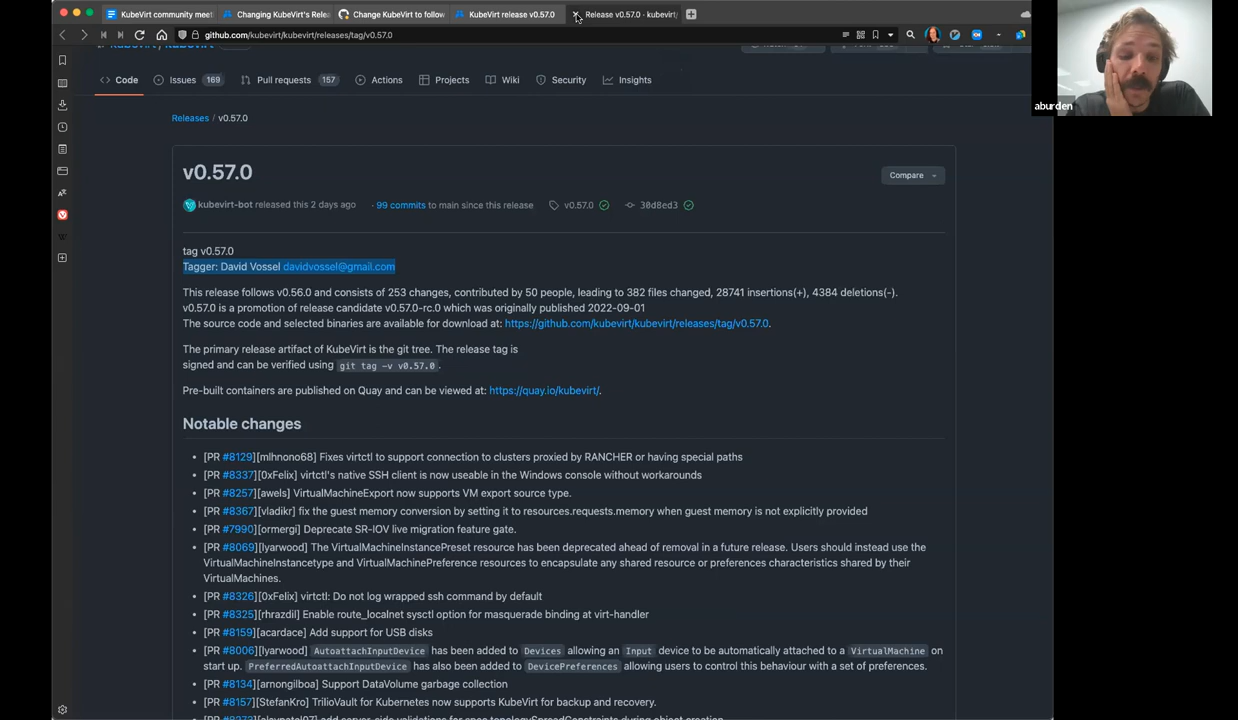 KubeVirt community meet
Changing KubeVirt's Rele
Change KubeVirt to follow
KubeVirt release v0.57.0
Release v0.57.0 · kubevirt/
github.com/kubevirt/kubevirt/releases/tag/v0.57.0
aburden
Code
Issues 169
Pull requests 157
Actions
Projects
Wiki
Security
Insights
Releases / v0.57.0
v0.57.0
Compare
kubevirt-bot released this 2 days ago · 99 commits to main since this release v0.57.0 30d8ed3
tag v0.57.0
Tagger: David Vossel davidvossel@gmail.com
This release follows v0.56.0 and consists of 253 changes, contributed by 50 people, leading to 382 files changed, 28741 insertions(+), 4384 deletions(-).
v0.57.0 is a promotion of release candidate v0.57.0-rc.0 which was originally published 2022-09-01
The source code and selected binaries are available for download at: https://github.com/kubevirt/kubevirt/releases/tag/v0.57.0.
The primary release artifact of KubeVirt is the git tree. The release tag is
signed and can be verified using git tag -v v0.57.0.
Pre-built containers are published on Quay and can be viewed at: https://quay.io/kubevirt/.
Notable changes
• [PR #8129][mlhnono68] Fixes virtctl to support connection to clusters proxied by RANCHER or having special paths
• [PR #8337][0xFelix] virtctl's native SSH client is now useable in the Windows console without workarounds
• [PR #8257][awels] VirtualMachineExport now supports VM export source type.
• [PR #8367][vladikr] fix the guest memory conversion by setting it to resources.requests.memory when guest memory is not explicitly provided
• [PR #7990][ormergi] Deprecate SR-IOV live migration feature gate.
• [PR #8069][lyarwood] The VirtualMachineInstancePreset resource has been deprecated ahead of removal in a future release. Users should instead use the
VirtualMachineInstancetype and VirtualMachinePreference resources to encapsulate any shared resource or preferences characteristics shared by their
VirtualMachines.
• [PR #8326][0xFelix] virtctl: Do not log wrapped ssh command by default
• [PR #8325][rhrazdil] Enable route_localnet sysctl option for masquerade binding at virt-handler
• [PR #8159][acardace] Add support for USB disks
• [PR #8006][lyarwood] AutoattachInputDevice has been added to Devices allowing an Input device to be automatically attached to a VirtualMachine on
start up. PreferredAutoattachInputDevice has also been added to DevicePreferences allowing users to control this behaviour with a set of preferences.
• [PR #8134][arnongilboa] Support DataVolume garbage collection
• [PR #8157][StefanKro] TrilioVault for Kubernetes now supports KubeVirt for backup and recovery.